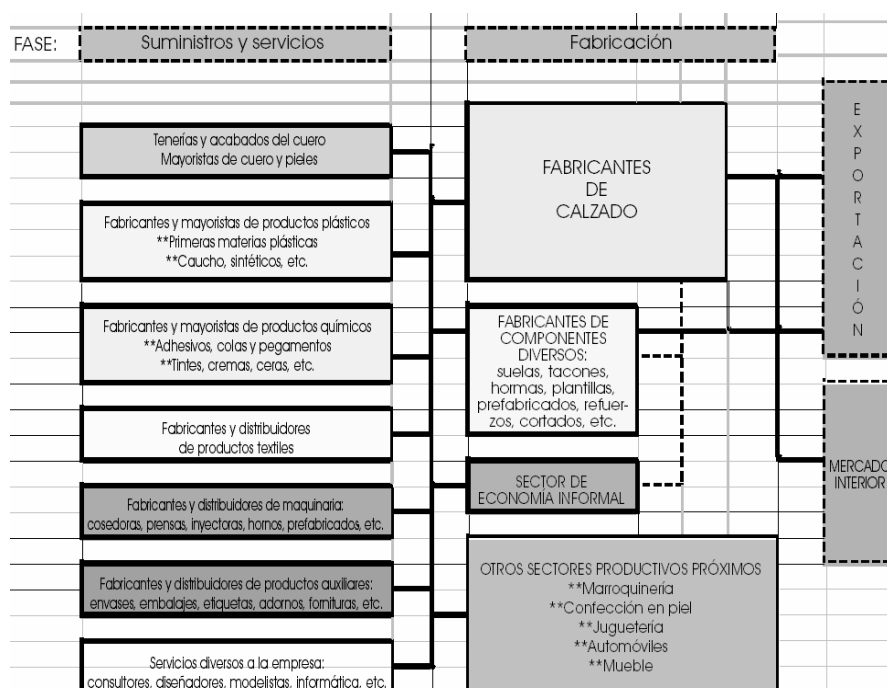 FASE:
Suministros y servicios
Fabricación
Tenerías y acabados del cuero
Mayoristas de cuero y pieles
Fabricantes y mayoristas de productos plásticos
**Primeras materias plásticas
**Caucho, sintéticos, etc.
Fabricantes y mayoristas de productos químicos
**Adhesivos, colas y pegamentos
**Tintes, cremas, ceras, etc.
Fabricantes y distribuidores
de productos textiles
Fabricantes y distribuidores de maquinaria:
cosedoras, prensas, inyectoras, hornos, prefabricados, etc.
Fabricantes y distribuidores de productos auxiliares:
envases, embalajes, etiquetas, adornos, fornituras, etc.
Servicios diversos a la empresa:
consultores, diseñadores, modelistas, informática, etc.
FABRICANTES
DE
CALZADO
FABRICANTES DE
COMPONENTES
DIVERSOS:
suelas, tacones,
hormas, plantillas,
prefabricados, refuer-
zos, cortados, etc.
SECTOR DE
ECONOMÍA INFORMAL
OTROS SECTORES PRODUCTIVOS PRÓXIMOS
**Marroquinería
**Confección en piel
**Juguetería
**Automóviles
**Mueble
E
X
P
O
R
T
A
C
I
Ó
N
MERCADO
INTERIOR